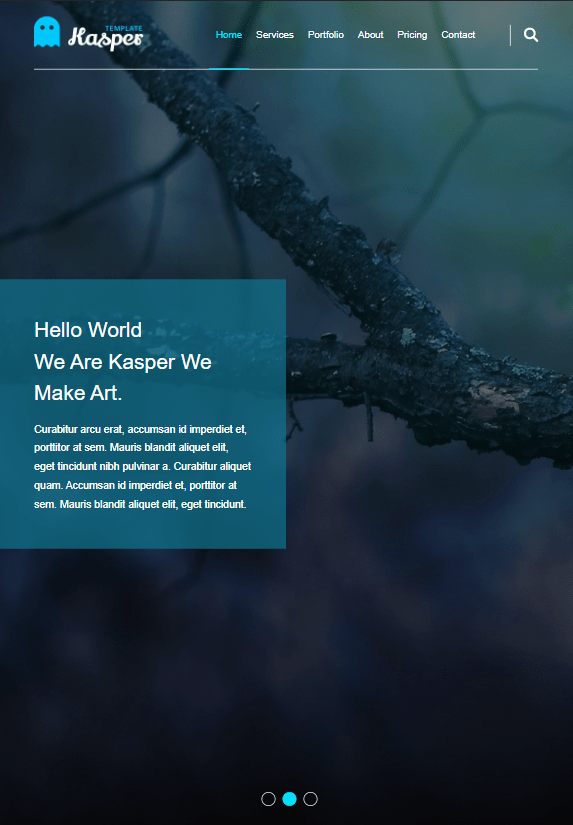 TEMPLATE
Kasper
Home Services Portfolio About Pricing Contact
Hello World
We Are Kasper We
Make Art.
Curabitur arcu erat, accumsan id imperdiet et,
porttitor at sem. Mauris blandit aliquet elit,
eget tincidunt nibh pulvinar a. Curabitur aliquet
quam. Accumsan id imperdiet et, porttitor at
sem. Mauris blandit aliquet elit, eget tincidunt.